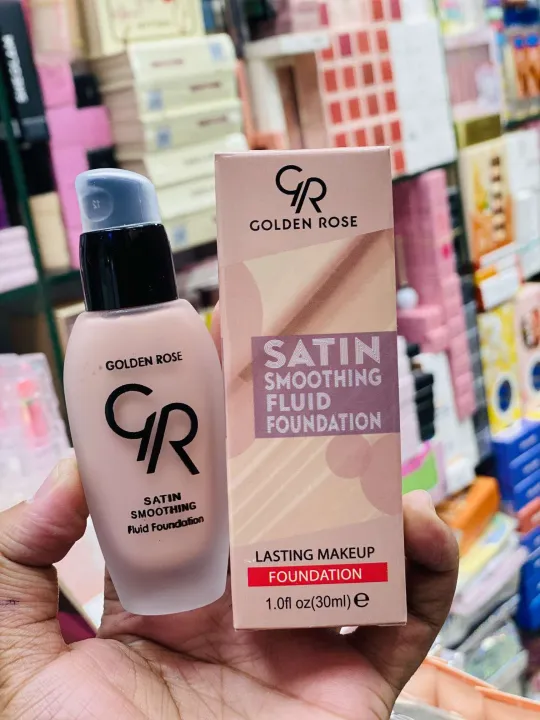 GOLDEN ROSE
GR
SATIN
SMOOTHING
Fluid Foundation
GR
GOLDEN ROSE
SATIN
SMOOTHING
FLUID
FOUNDATION
LASTING MAKEUP
FOUNDATION
1.0fl oz(30ml) e